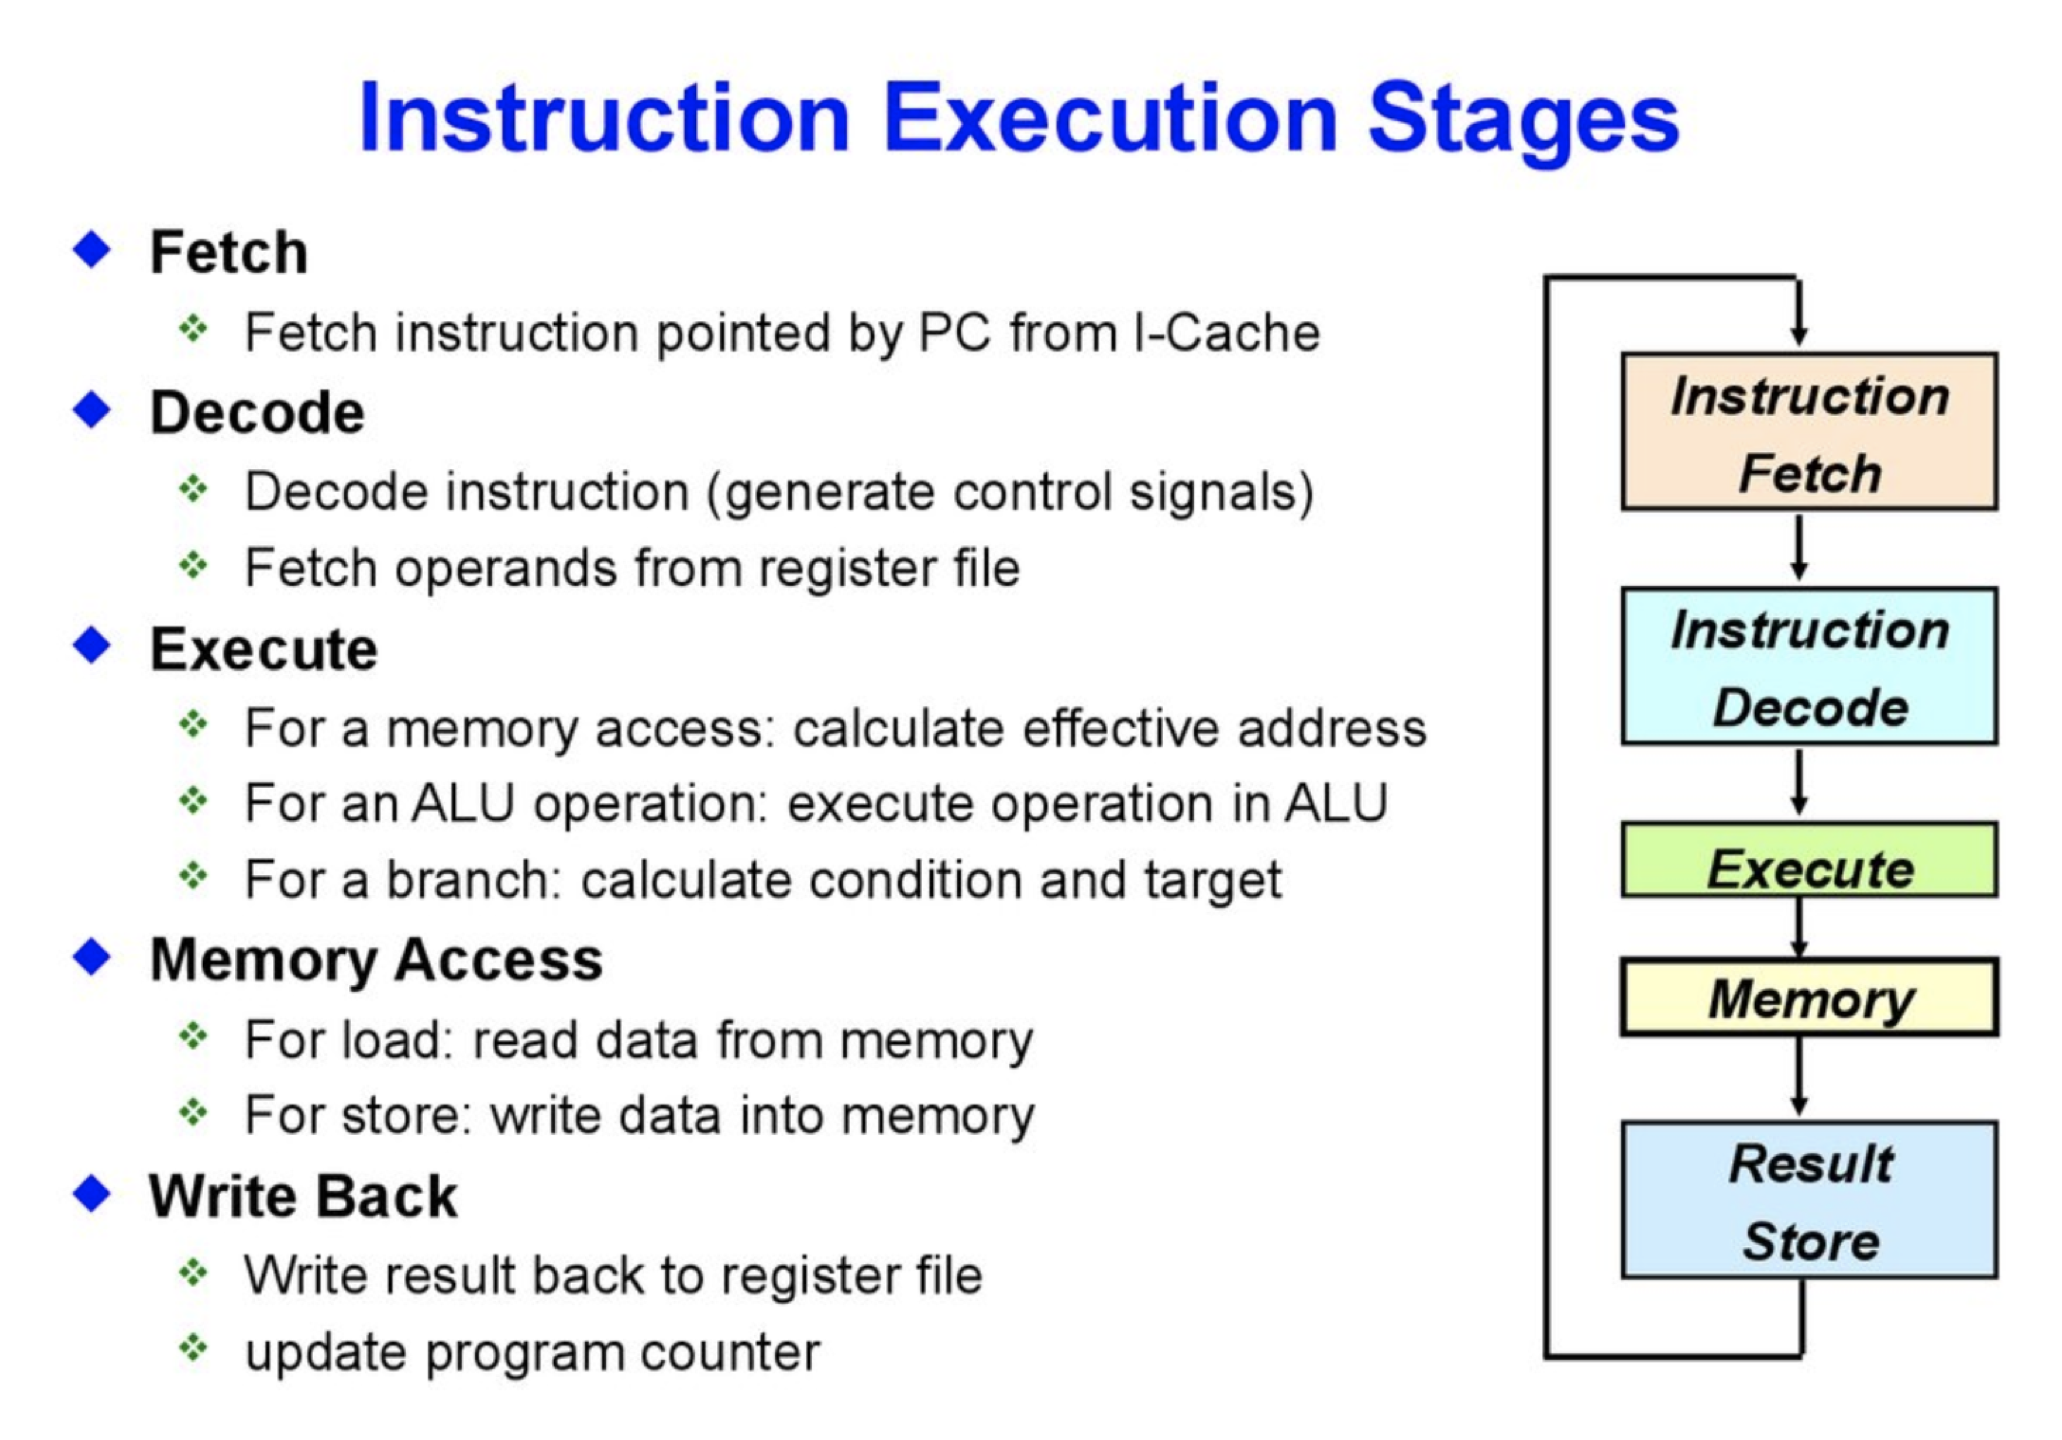 Instruction Execution Stages
Fetch
Fetch instruction pointed by PC from I-Cache
Decode
Decode instruction (generate control signals)
Fetch operands from register file
Execute
For a memory access: calculate effective address
For an ALU operation: execute operation in ALU
For a branch: calculate condition and target
Memory Access
For load: read data from memory
For store: write data into memory
Write Back
Write result back to register file
update program counter
Instruction
Fetch
Instruction
Decode
Execute
Memory
Result
Store